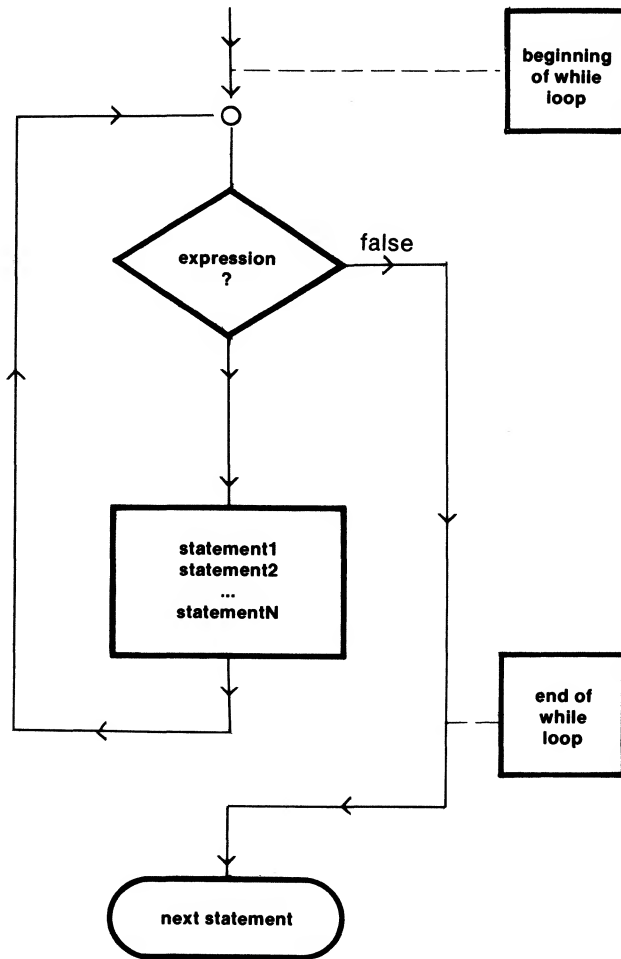 beginning
of while
loop
expression
?
false
statement1
statement2
...
statementN
end of
while
loop
next statement